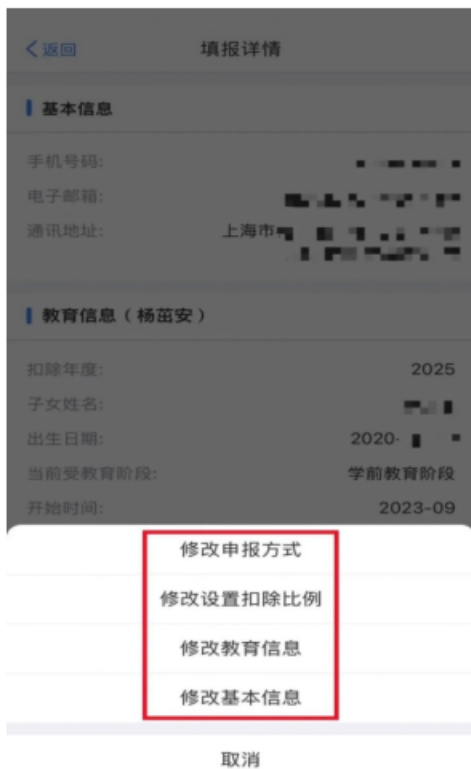 返回
填报详情
基本信息
手机号码:
电子邮箱:
通讯地址: 上海市
教育信息（杨茁安）
扣除年度: 2025
子女姓名:
出生日期: 2020-
当前受教育阶段: 学前教育阶段
开始时间: 2023-09
修改申报方式
修改设置扣除比例
修改教育信息
修改基本信息
取消